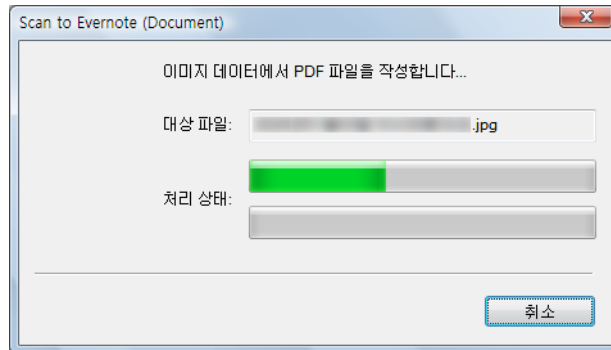 Scan to Evernote (Document)
이미지 데이터에서 PDF 파일을 작성합니다...
대상 파일: .jpg
처리 상태:
취소